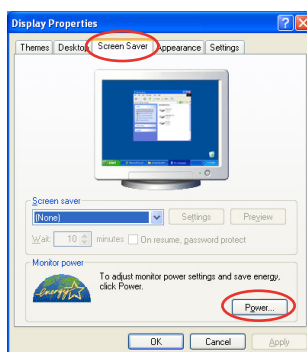 Display Properties
Themes Desktop Screen Saver Appearance Settings
Screen saver
(None) Settings Preview
Wait: 10 minutes On resume, password protect
Monitor power
To adjust monitor power settings and save energy,
click Power.
energy
Power...
OK Cancel Apply